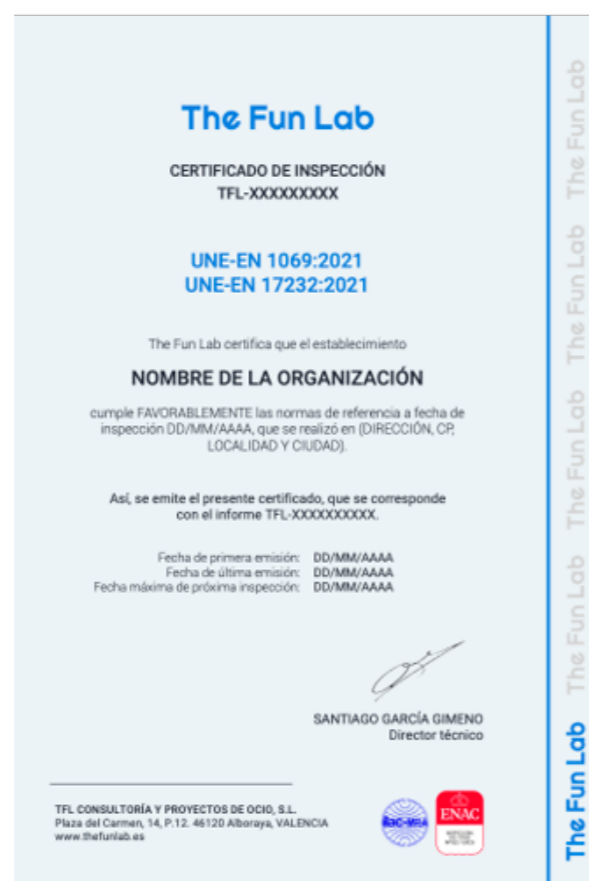 The Fun Lab
CERTIFICADO DE INSPECCIÓN
TFL-XXXXXXXXX
UNE-EN 1069:2021
UNE-EN 17232:2021
The Fun Lab certifica que el establecimiento
NOMBRE DE LA ORGANIZACIÓN
cumple FAVORABLEMENTE las normas de referencia a fecha de
inspección DD/MM/AAAA, que se realizó en (DIRECCIÓN, CP,
LOCALIDAD Y CIUDAD).
Así, se emite el presente certificado, que se corresponde
con el informe TFL-XXXXXXXXXX.
Fecha de primera emisión: DD/MM/AAAA
Fecha de última emisión: DD/MM/AAAA
Fecha máxima de próxima inspección: DD/MM/AAAA
SANTIAGO GARCÍA GIMENO
Director técnico
TFL CONSULTORÍA Y PROYECTOS DE OCIO, S.L.
Plaza del Carmen, 14, P.12. 46120 Alboraya, VALENCIA
www.thefunlab.es
ilac-MRA
ENAC
The Fun Lab
The Fun Lab
The Fun Lab
The Fun Lab
The Fun Lab